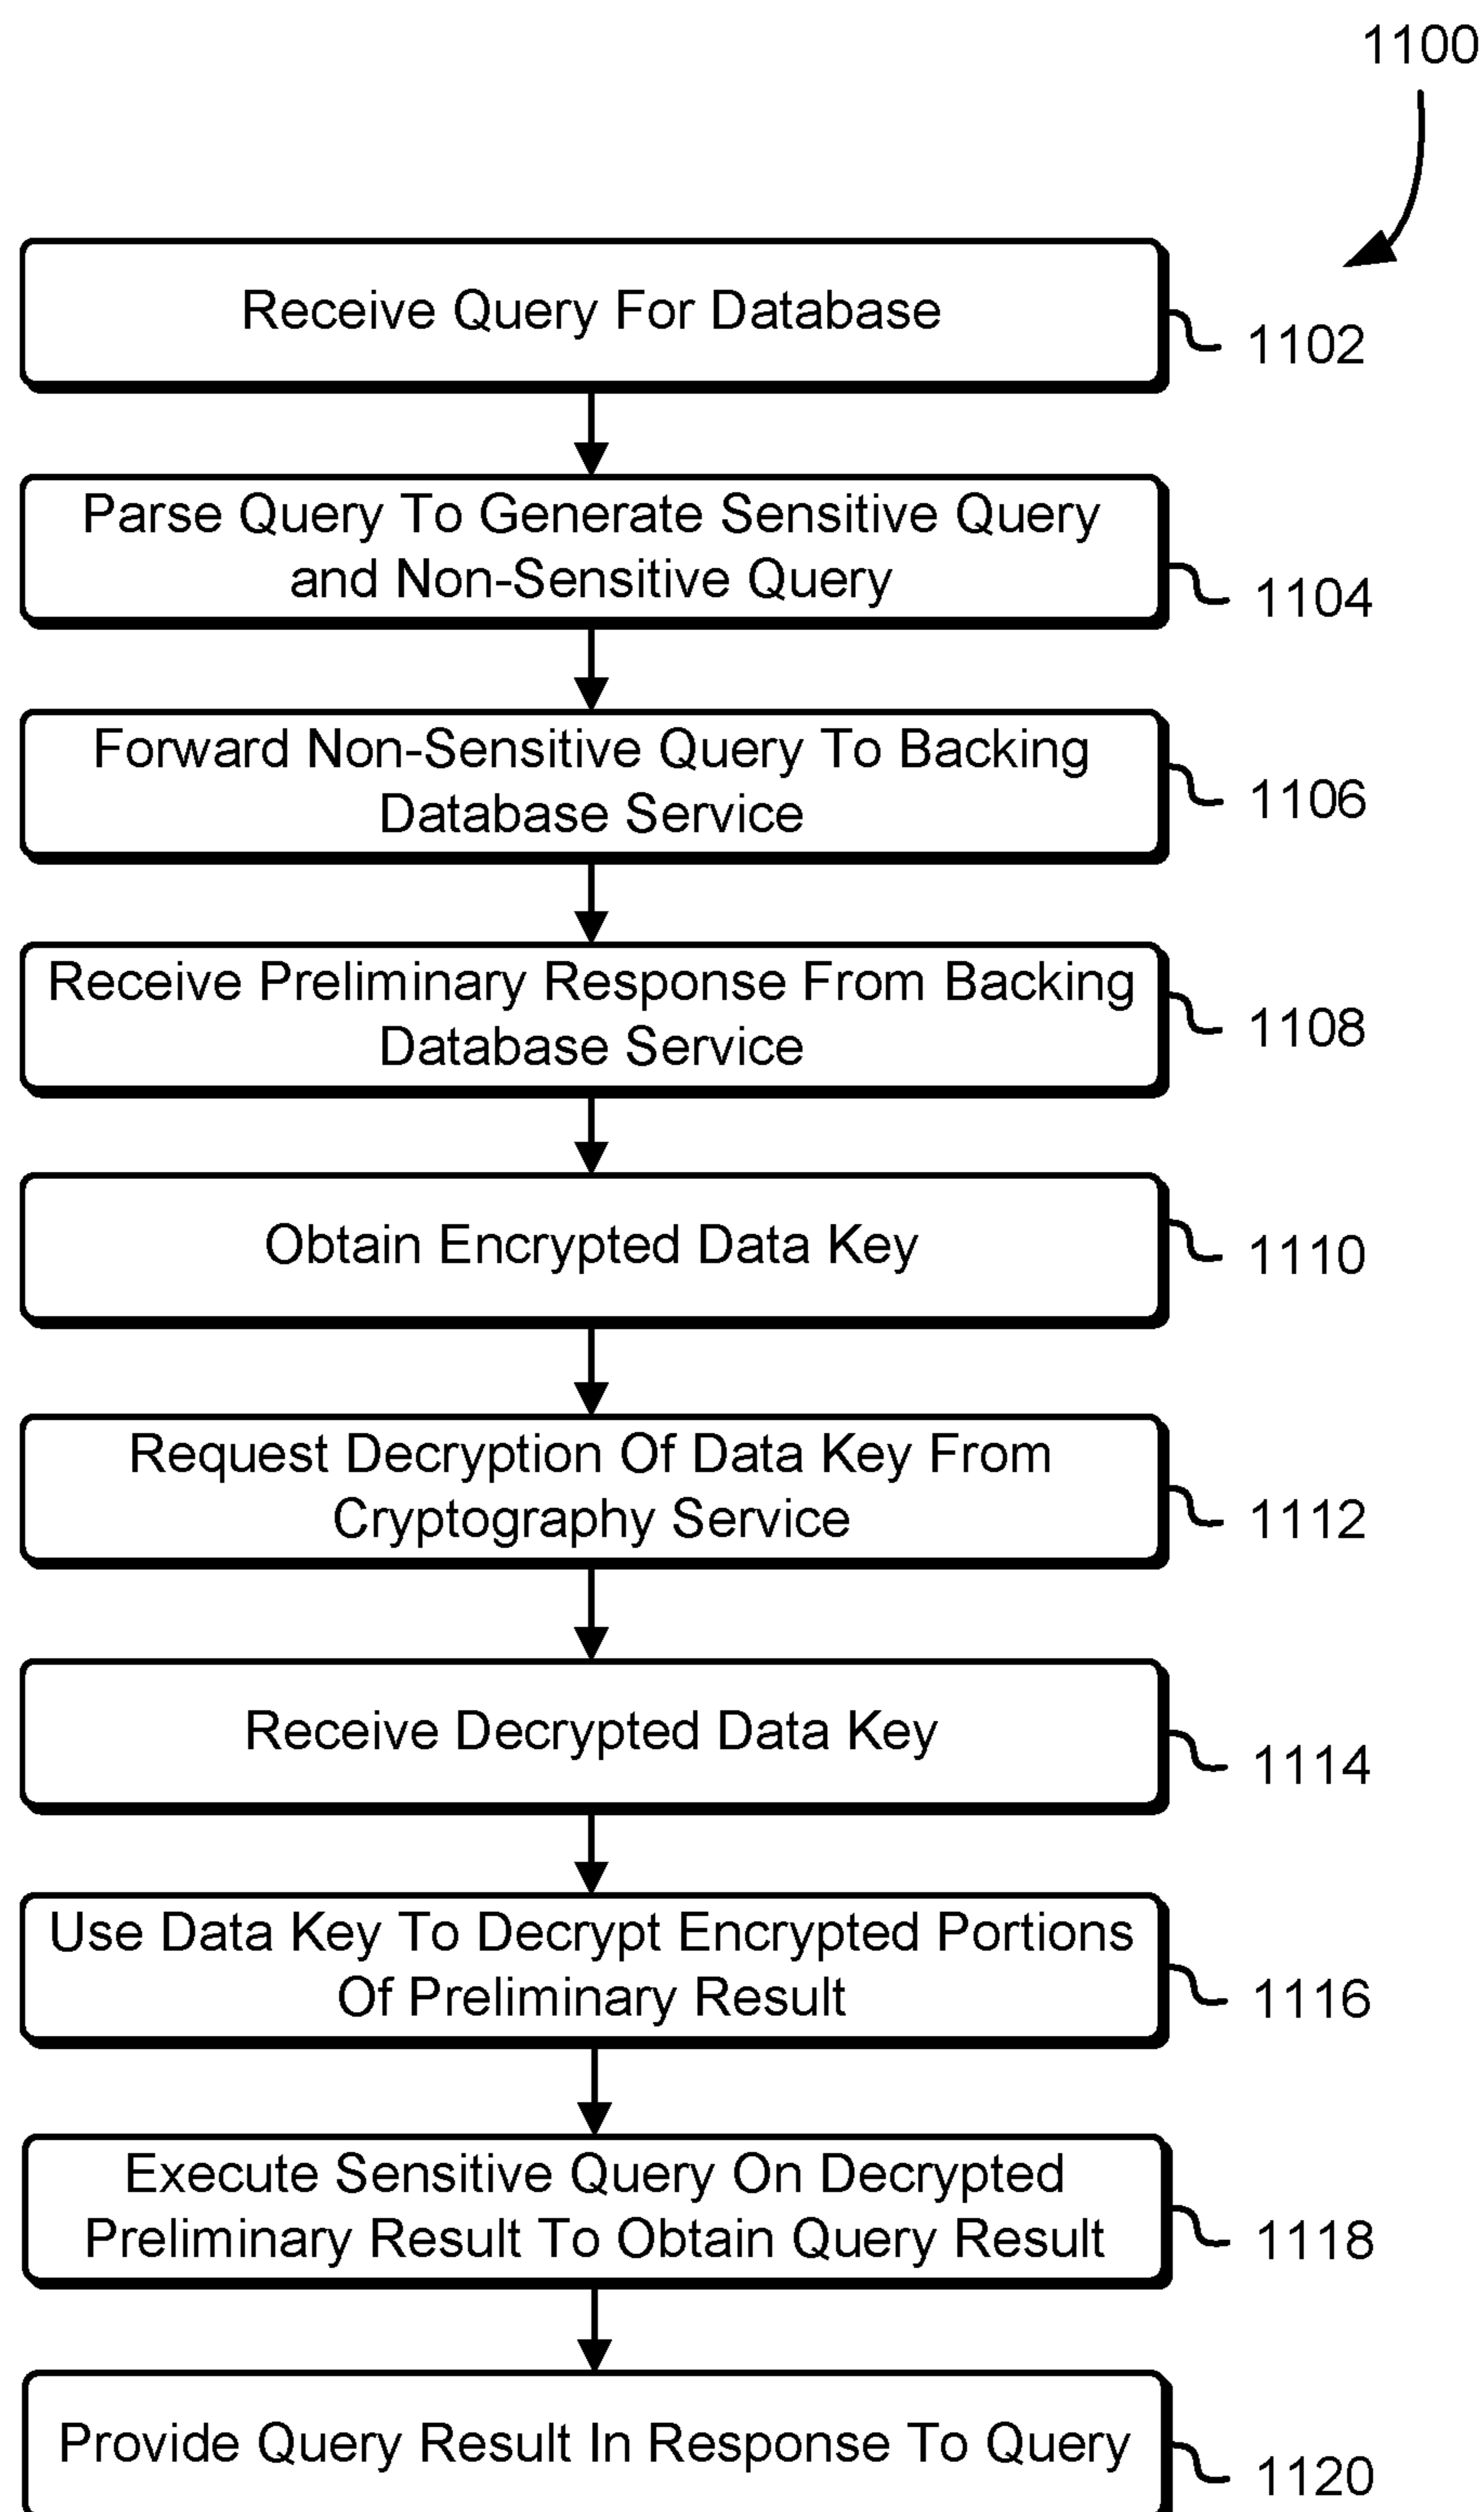 1100
Receive Query For Database
1102
Parse Query To Generate Sensitive Query
and Non-Sensitive Query
1104
Forward Non-Sensitive Query To Backing
Database Service
1106
Receive Preliminary Response From Backing
Database Service
1108
Obtain Encrypted Data Key
1110
Request Decryption Of Data Key From
Cryptography Service
1112
Receive Decrypted Data Key
1114
Use Data Key To Decrypt Encrypted Portions
Of Preliminary Result
1116
Execute Sensitive Query On Decrypted
Preliminary Result To Obtain Query Result
1118
Provide Query Result In Response To Query
1120